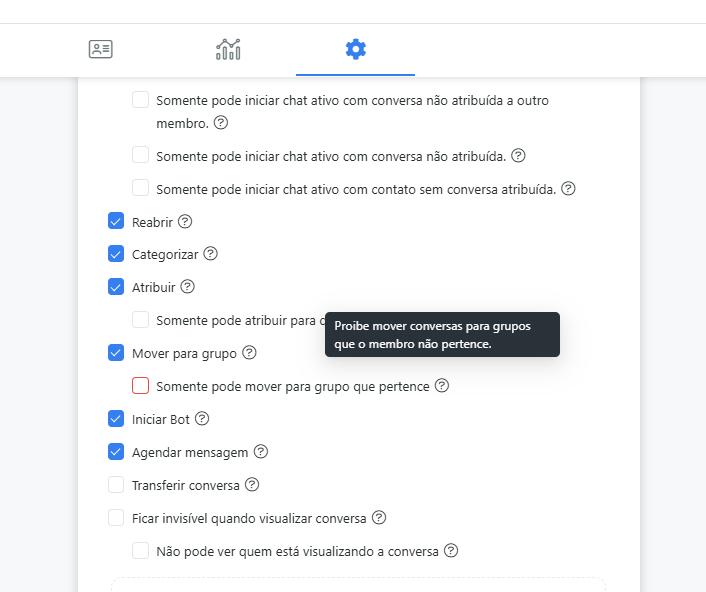 Somente pode iniciar chat ativo com conversa não atribuída a outro
membro.
Somente pode iniciar chat ativo com conversa não atribuída.
Somente pode iniciar chat ativo com contato sem conversa atribuída.
Reabrir
Categorizar
Atribuir
Somente pode atribuir para
Proibe mover conversas para grupos
que o membro não pertence.
Mover para grupo
Somente pode mover para grupo que pertence
Iniciar Bot
Agendar mensagem
Transferir conversa
Ficar invisível quando visualizar conversa
Não pode ver quem está visualizando a conversa